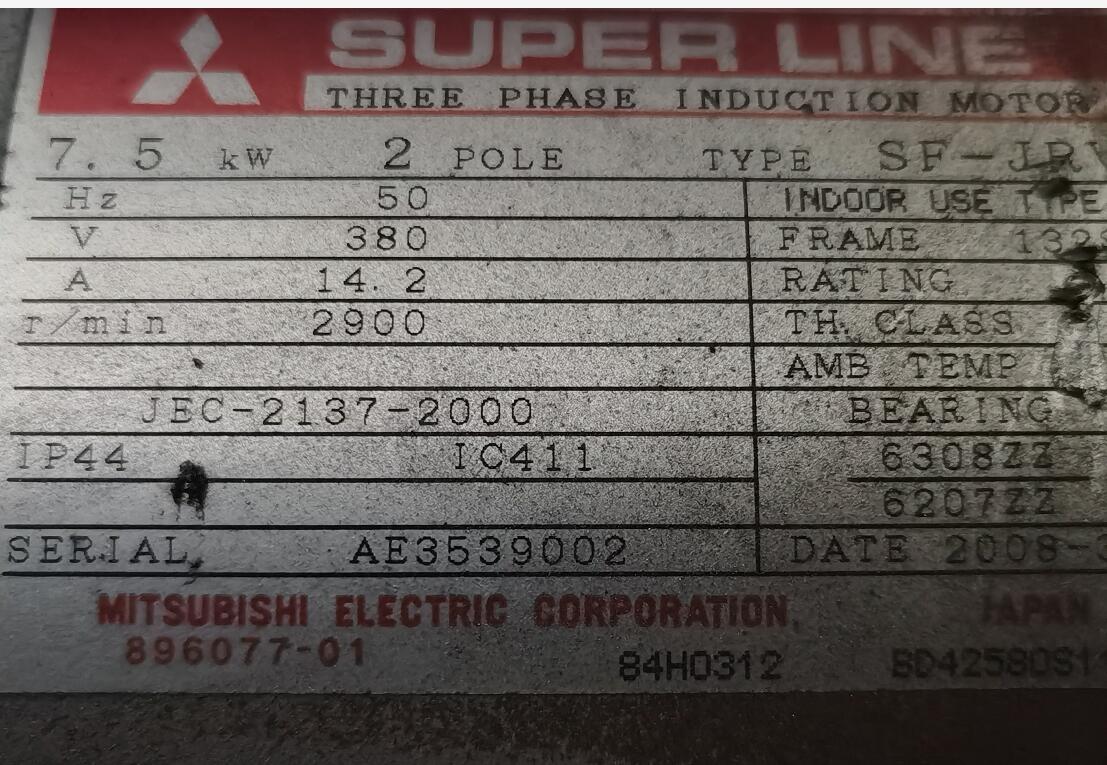 SUPER LINE
THREE PHASE INDUCTION MOTOR
7.5 kW 2 POLE TYPE
Hz 50 INDOOR USE TYPE
V 380 FRAME
A 14.2 RATING
r/min 2900 TH. CLASS
AMB TEMP
JEC-2137-2000 BEARING
IP44 IC411 6308ZZ
6207ZZ
SERIAL AE3539002 DATE
MITSUBISHI ELECTRIC CORPORATION JAPAN
896077-01 84H0312